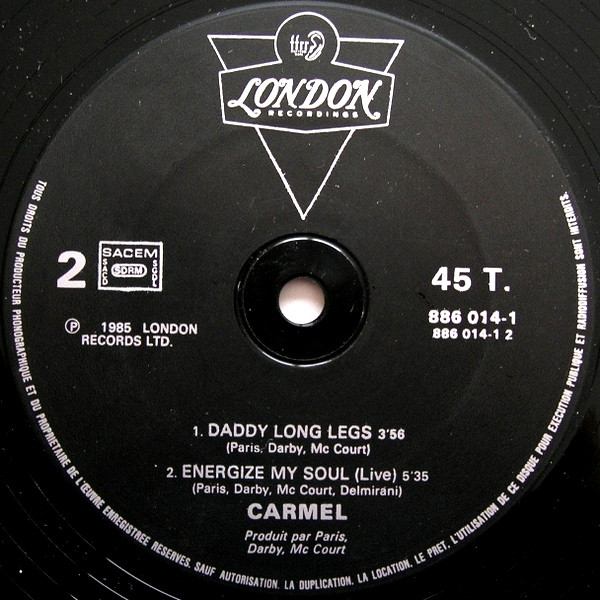 ffrr
LONDON
RECORDINGS
2
SACEM
SACD
SDRM
SGDL
45 T.
℗ 1985 LONDON
RECORDS LTD.
886 014-1
886 014-1 2
1. DADDY LONG LEGS 3'56
(Paris, Darby, Mc Court)
2. ENERGIZE MY SOUL (Live) 5'35
(Paris, Darby, Mc Court, Delmirani)
CARMEL
Produit par Paris,
Darby, Mc Court
TOUS DROITS DU PRODUCTEUR PHONOGRAPHIQUE ET DU PROPRIETAIRE DE L'ŒUVRE ENREGISTREE RESERVES. SAUF AUTORISATION. LA DUPLICATION. LA LOCATION. LE PRET. L'UTILISATION DE CE DISQUE POUR EXECUTION PUBLIQUE ET RADIODIFFUSION SONT INTERDITS.